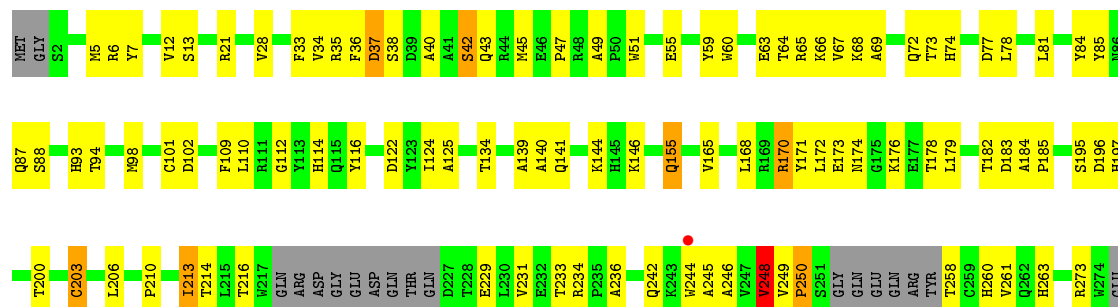 MET GLY S2 M5 R6 Y7 V12 S13 R21 V28 F33 V34 R35 F36 D37 S38 D39 A40 A41 S42 Q43 R44 M45 E46 P47 R48 A49 P50 W51 E55 Y59 W60 E63 T64 R65 K66 V67 K68 A69 Q72 T73 H74 D77 L78 L81 Y84 Y85 N86
Q87 S88 H93 T94 M98 C101 D102 F109 L110 R111 G112 Y113 H114 Q115 Y116 D122 Y123 I124 A125 T134 A139 A140 Q141 K144 H145 K146 Q155 V165 L168 R169 R170 Y171 L172 E173 N174 G175 K176 E177 T178 L179 T182 D183 A184 P185 S195 D196 H197
T200 C203 L206 P210 I213 T214 L215 T216 W217 GLN ARG ASP GLY GLU ASP GLN THR GLN D227 T228 E229 L230 V231 E232 T233 R234 P235 A236 Q242 K243 W244 A245 A246 V247 V248 V249 P250 S251 GLY GLN GLU GLN ARG TYR T258 C259 H260 V261 Q262 H263 R273 W274